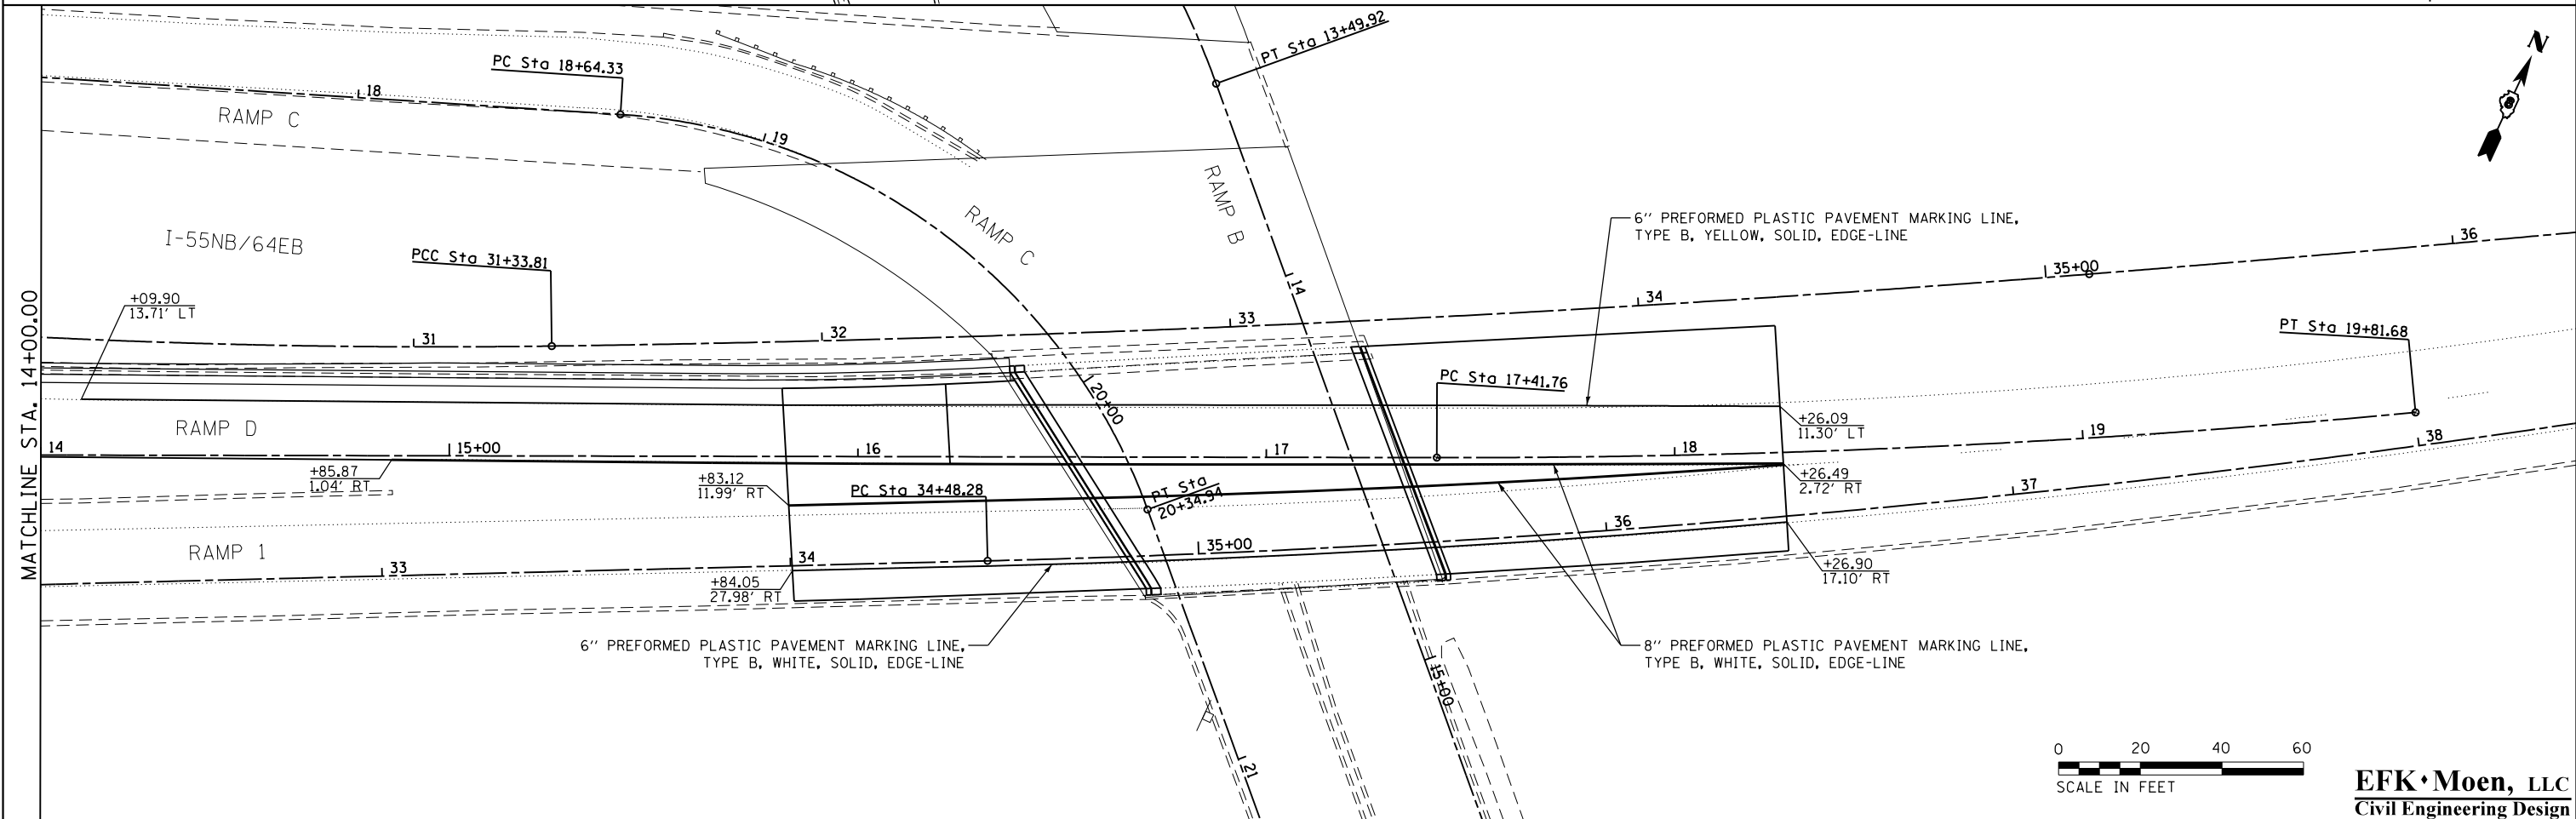 PC Sta 18+64.33
PT Sta 13+49.92
N
18
RAMP C
19
RAMP B
RAMP C
I-55NB/64EB
PCC Sta 31+33.81
6" PREFORMED PLASTIC PAVEMENT MARKING LINE,
TYPE B, YELLOW, SOLID, EDGE-LINE
36
35+00
34
33
32
31
14
MATCHLINE STA. 14+00.00
+09.90
13.71' LT
PT Sta 19+81.68
PC Sta 17+41.76
20+00
+26.09
11.30' LT
RAMP D
14
15+00
16
17
18
19
38
+85.87
1.04' RT
+83.12
11.99' RT
PC Sta 34+48.28
PT Sta
20+34.94
+26.49
2.72' RT
37
36
35+00
34
33
RAMP 1
+84.05
27.98' RT
+26.90
17.10' RT
6" PREFORMED PLASTIC PAVEMENT MARKING LINE,
TYPE B, WHITE, SOLID, EDGE-LINE
8" PREFORMED PLASTIC PAVEMENT MARKING LINE,
TYPE B, WHITE, SOLID, EDGE-LINE
15+00
21
0 20 40 60
SCALE IN FEET
EFK•Moen, LLC
Civil Engineering Design